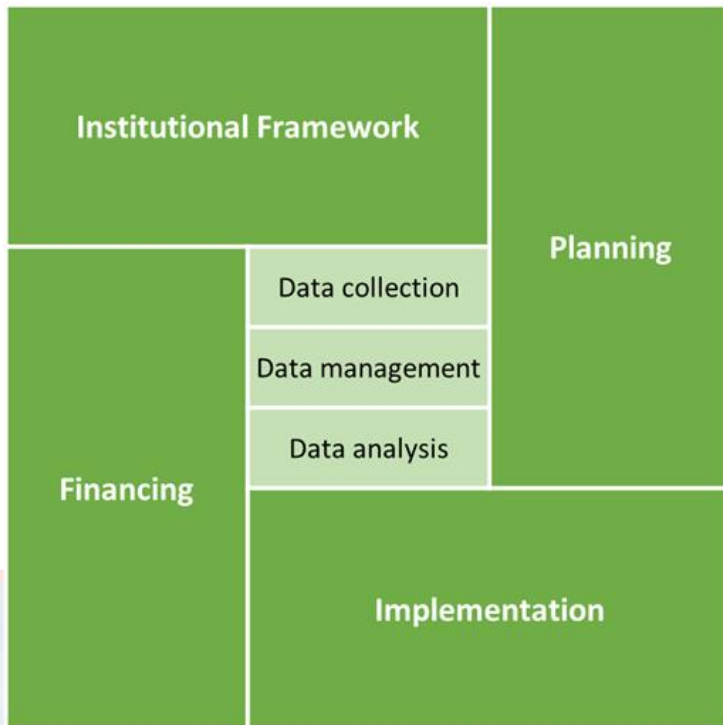 Institutional Framework
Planning
Data collection
Data management
Data analysis
Financing
Implementation